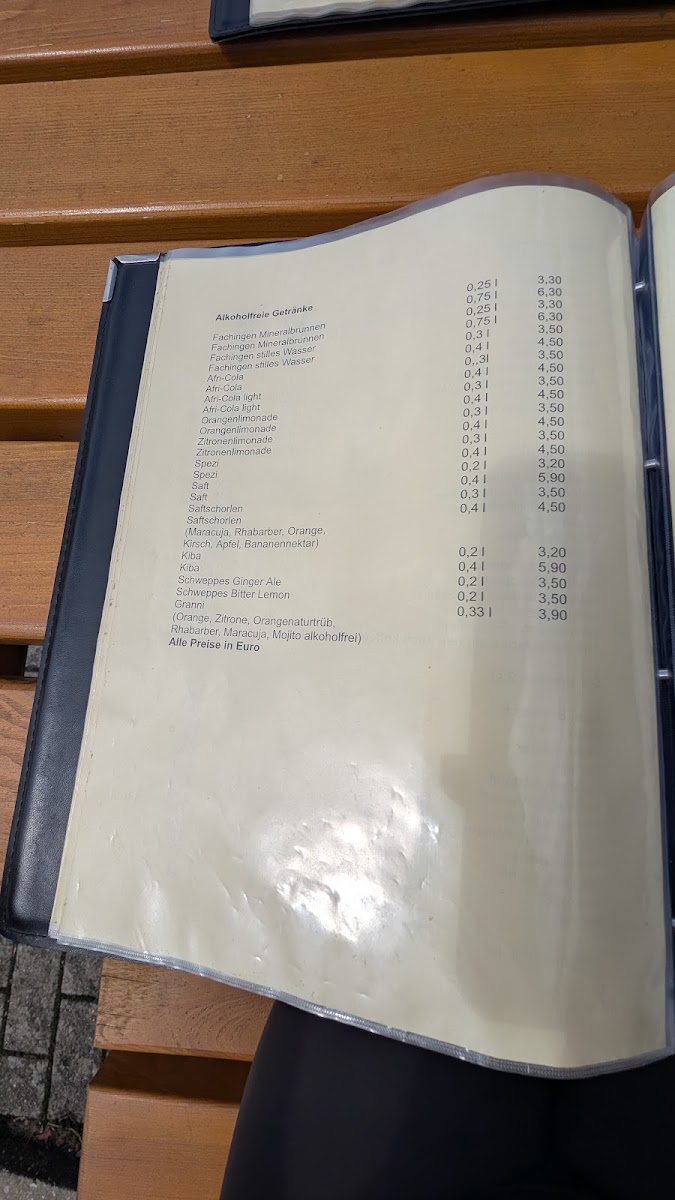 Alkoholfreie Getränke
Fachingen Mineralbrunnen 0,25 l 3,30
Fachingen Mineralbrunnen 0,75 l 6,30
Fachingen stilles Wasser 0,25 l 3,30
Fachingen stilles Wasser 0,75 l 6,30
Afri-Cola 0,3 l 3,50
Afri-Cola 0,4 l 4,50
Afri-Cola light 0,.3l 3,50
Afri-Cola light 0,4 l 4,50
Orangenlimonade 0,3 l 3,50
Orangenlimonade 0,4 l 4,50
Zitronenlimonade 0,3 l 3,50
Zitronenlimonade 0,4 l 4,50
Spezi 0,3 l 3,50
Spezi 0,4 l 4,50
Saft 0,2 l 3,20
Saft 0,4 l 5,90
Saftschorlen 0,3 l 3,50
Saftschorlen 0,4 l 4,50
(Maracuja, Rhabarber, Orange,
Kirsch, Apfel, Bananennektar)
Kiba 0,2 l 3,20
Kiba 0,4 l 5,90
Schweppes Ginger Ale 0,2 l 3,50
Schweppes Bitter Lemon 0,2 l 3,50
Granni 0,33 l 3,90
(Orange, Zitrone, Orangenaturtrüb,
Rhabarber, Maracuja, Mojito alkoholfrei)
Alle Preise in Euro